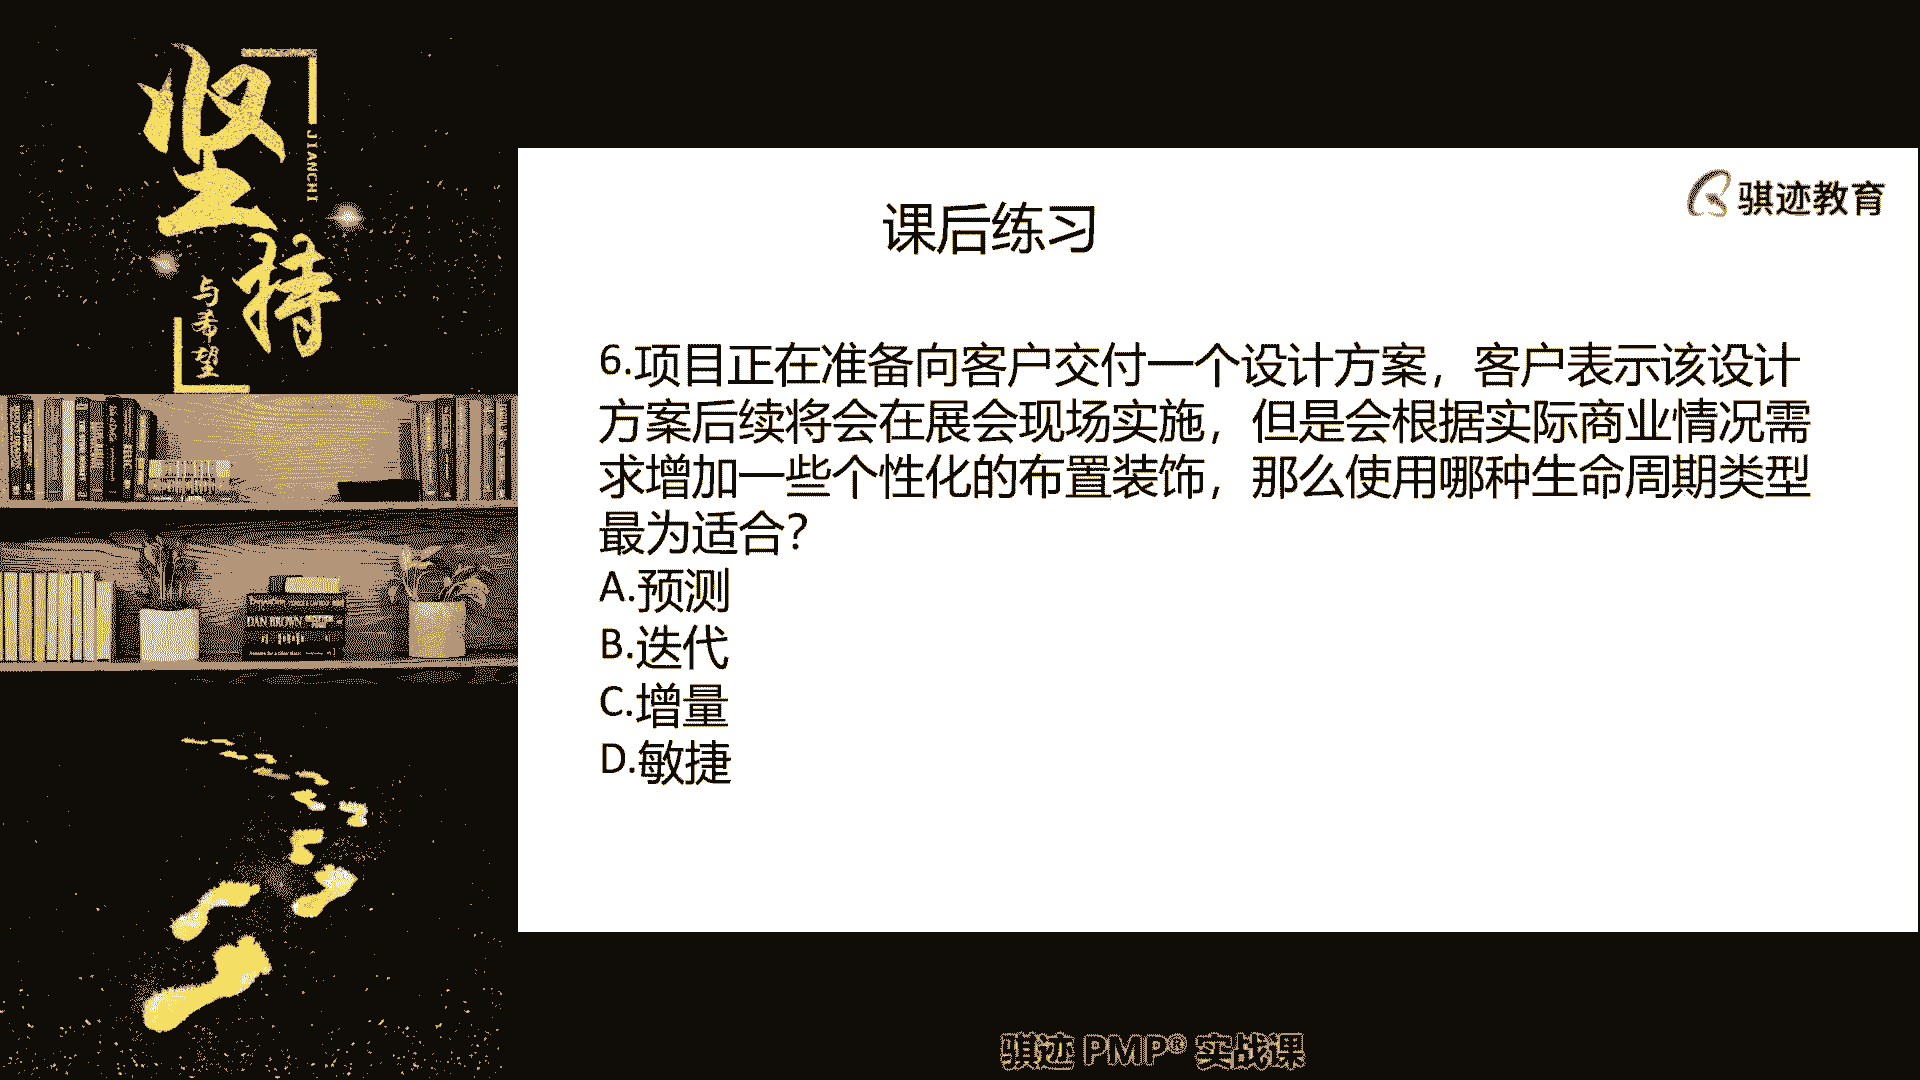 坚持
JIANCHI
与希望
骐迹教育
课后练习
6.项目正在准备向客户交付一个设计方案，客户表示该设计
方案后续将会在展会现场实施，但是会根据实际商业情况需
求增加一些个性化的布置装饰，那么使用哪种生命周期类型
最为适合？
A.预测
B.迭代
C.增量
D.敏捷
DAN BROWN
骐迹 PMP® 实战课